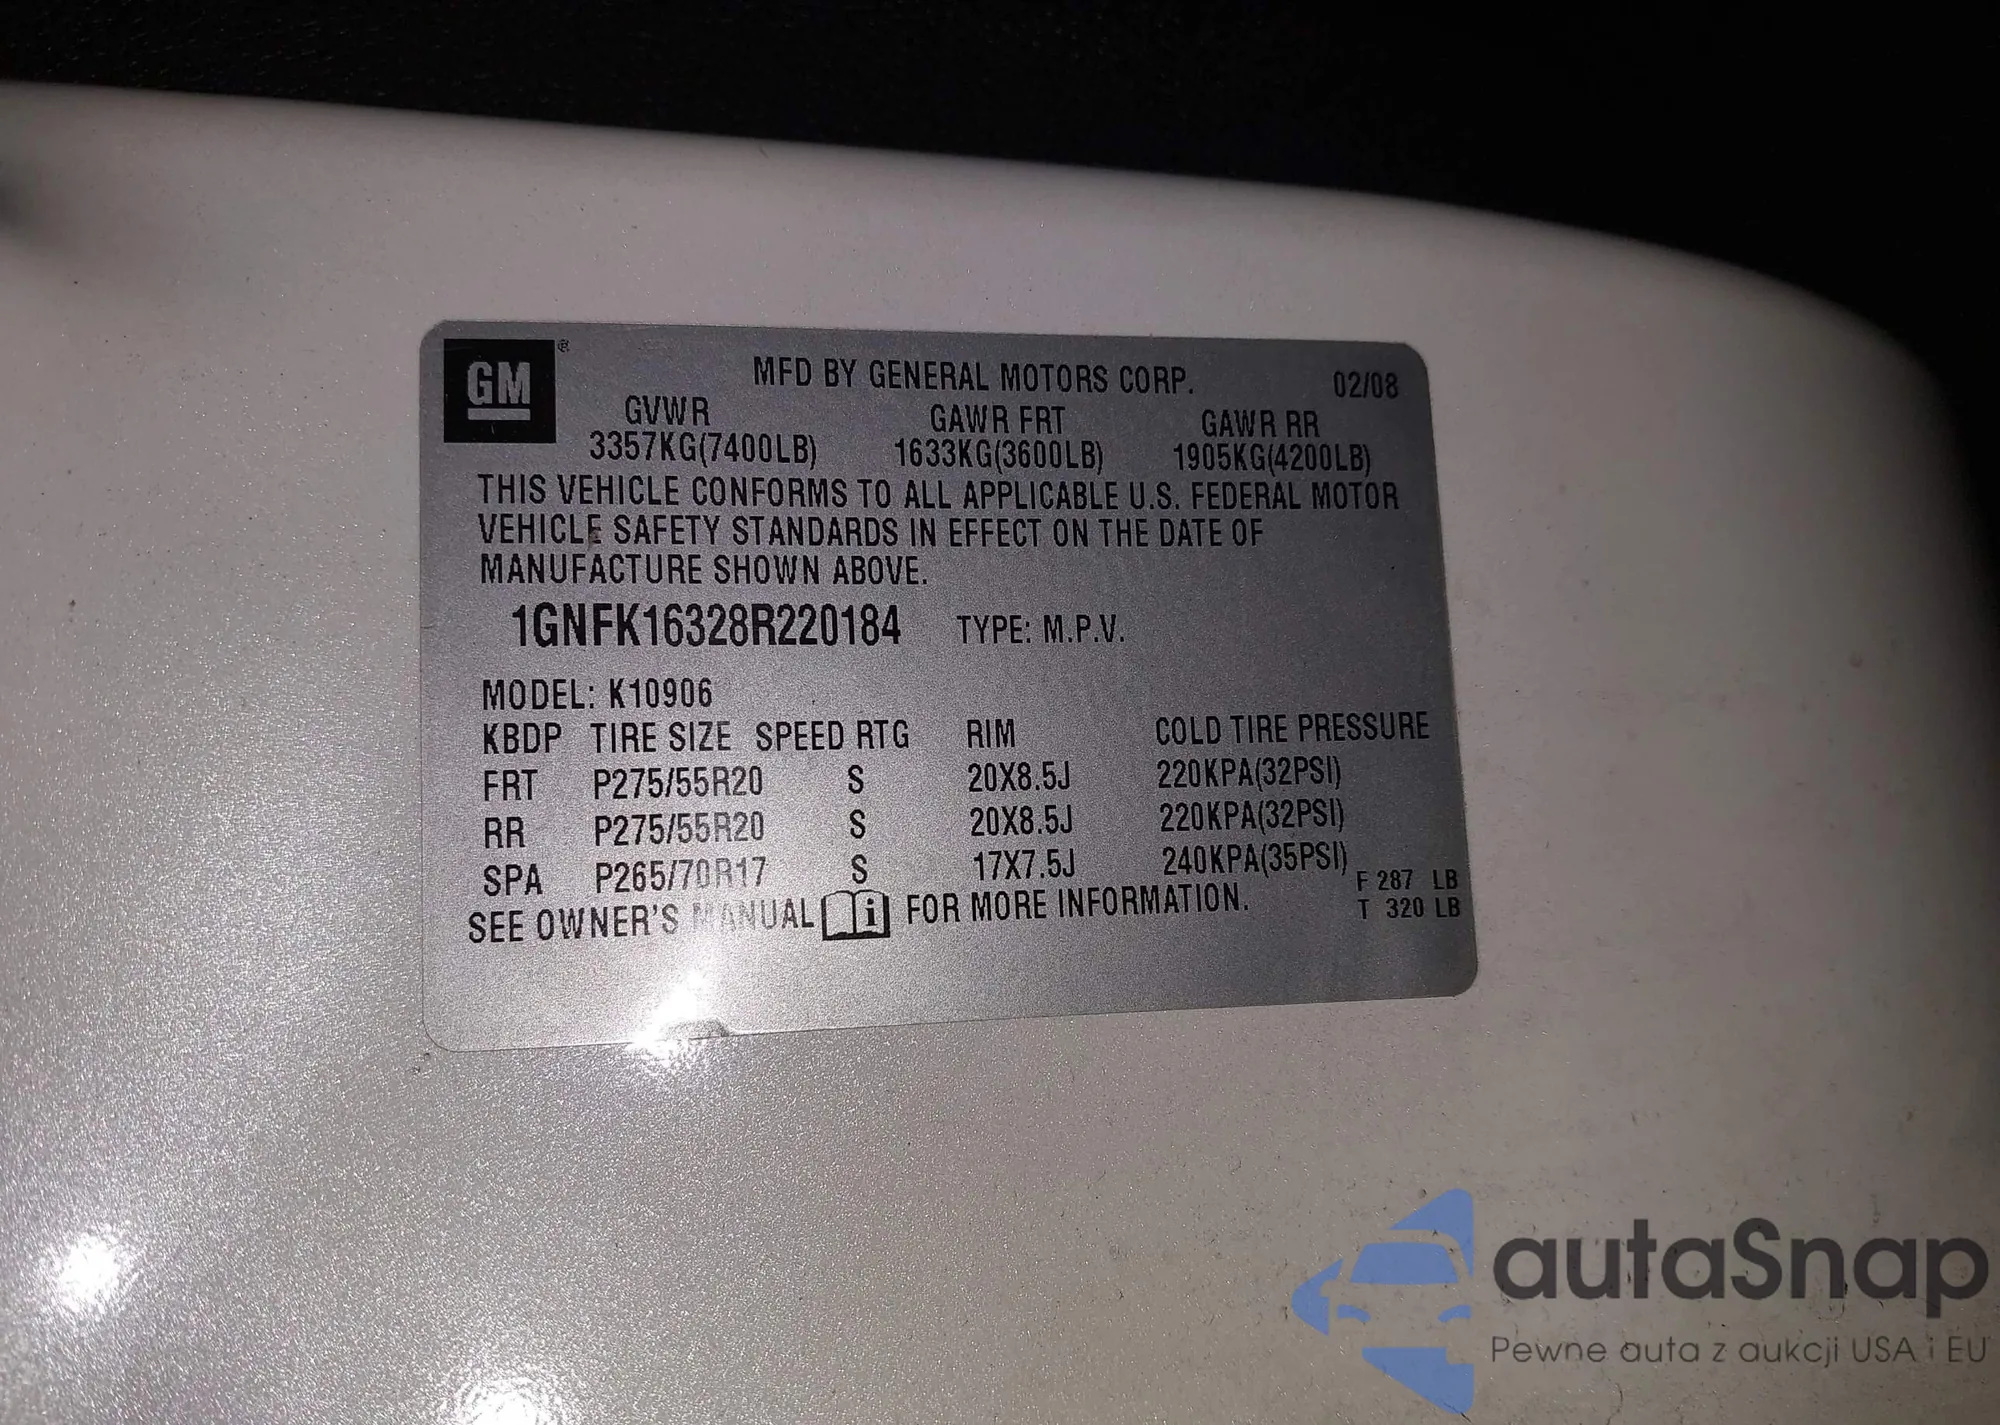 GM ®
MFD BY GENERAL MOTORS CORP. 02/08
GVWR GAWR FRT GAWR RR
3357KG(7400LB) 1633KG(3600LB) 1905KG(4200LB)
THIS VEHICLE CONFORMS TO ALL APPLICABLE U.S. FEDERAL MOTOR
VEHICLE SAFETY STANDARDS IN EFFECT ON THE DATE OF
MANUFACTURE SHOWN ABOVE.
1GNFK16328R220184 TYPE: M.P.V.
MODEL: K10906
KBDP TIRE SIZE SPEED RTG RIM COLD TIRE PRESSURE
FRT P275/55R20 S 20X8.5J 220KPA(32PSI)
RR P275/55R20 S 20X8.5J 220KPA(32PSI)
SPA P265/70R17 S 17X7.5J 240KPA(35PSI)
F 287 LB
T 320 LB
SEE OWNER'S MANUAL i FOR MORE INFORMATION.
autaSnap
Pewne auta z aukcji USA i EU